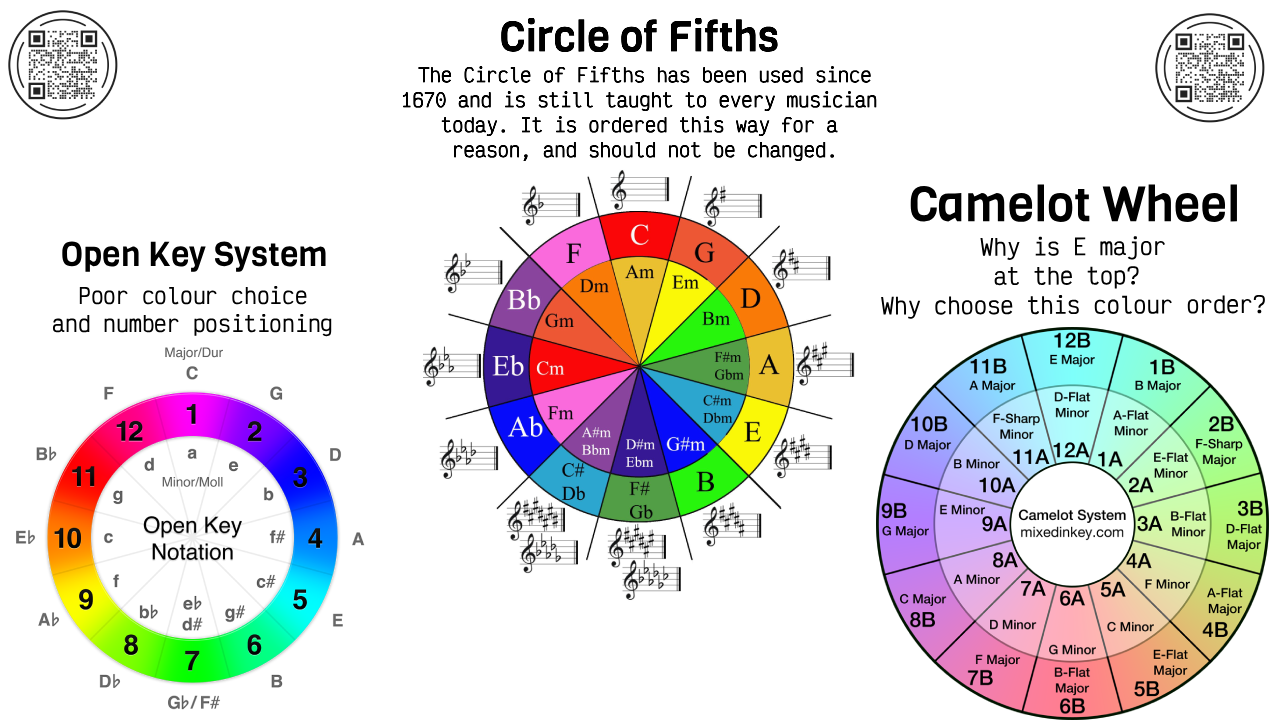 Circle of Fifths
The Circle of Fifths has been used since
1670 and is still taught to every musician
today. It is ordered this way for a
reason, and should not be changed.
C
G
D
A
E
B
F#
Gb
C#
Db
Ab
Eb
Bb
F
Am
Em
Bm
F#m
Gbm
C#m
Dbm
G#m
D#m
Ebm
A#m
Bbm
Fm
Cm
Gm
Dm
Open Key System
Poor colour choice
and number positioning
Major/Dur
C
G
D
A
E
B
G♭/F#
D♭
A♭
E♭
B♭
F
1
2
3
4
5
6
7
8
9
10
11
12
a
e
b
f#
c#
g#
e♭
d#
b♭
f
c
g
d
Minor/Moll
Open Key
Notation
Camelot Wheel
Why is E major
at the top?
Why choose this colour order?
12B
E Major
1B
B Major
2B
F-Sharp
Major
3B
D-Flat
Major
A-Flat
Major
4B
E-Flat
Major
5B
B-Flat
Major
6B
F Major
7B
C Major
8B
9B
G Major
10B
D Major
11B
A Major
D-Flat
Minor
12A
A-Flat
Minor
1A
E-Flat
Minor
2A
3A
B-Flat
Minor
4A
F Minor
5A
C Minor
6A
G Minor
7A
D Minor
8A
A Minor
E Minor
9A
B Minor
10A
F-Sharp
Minor
11A
Camelot System
mixedinkey.com